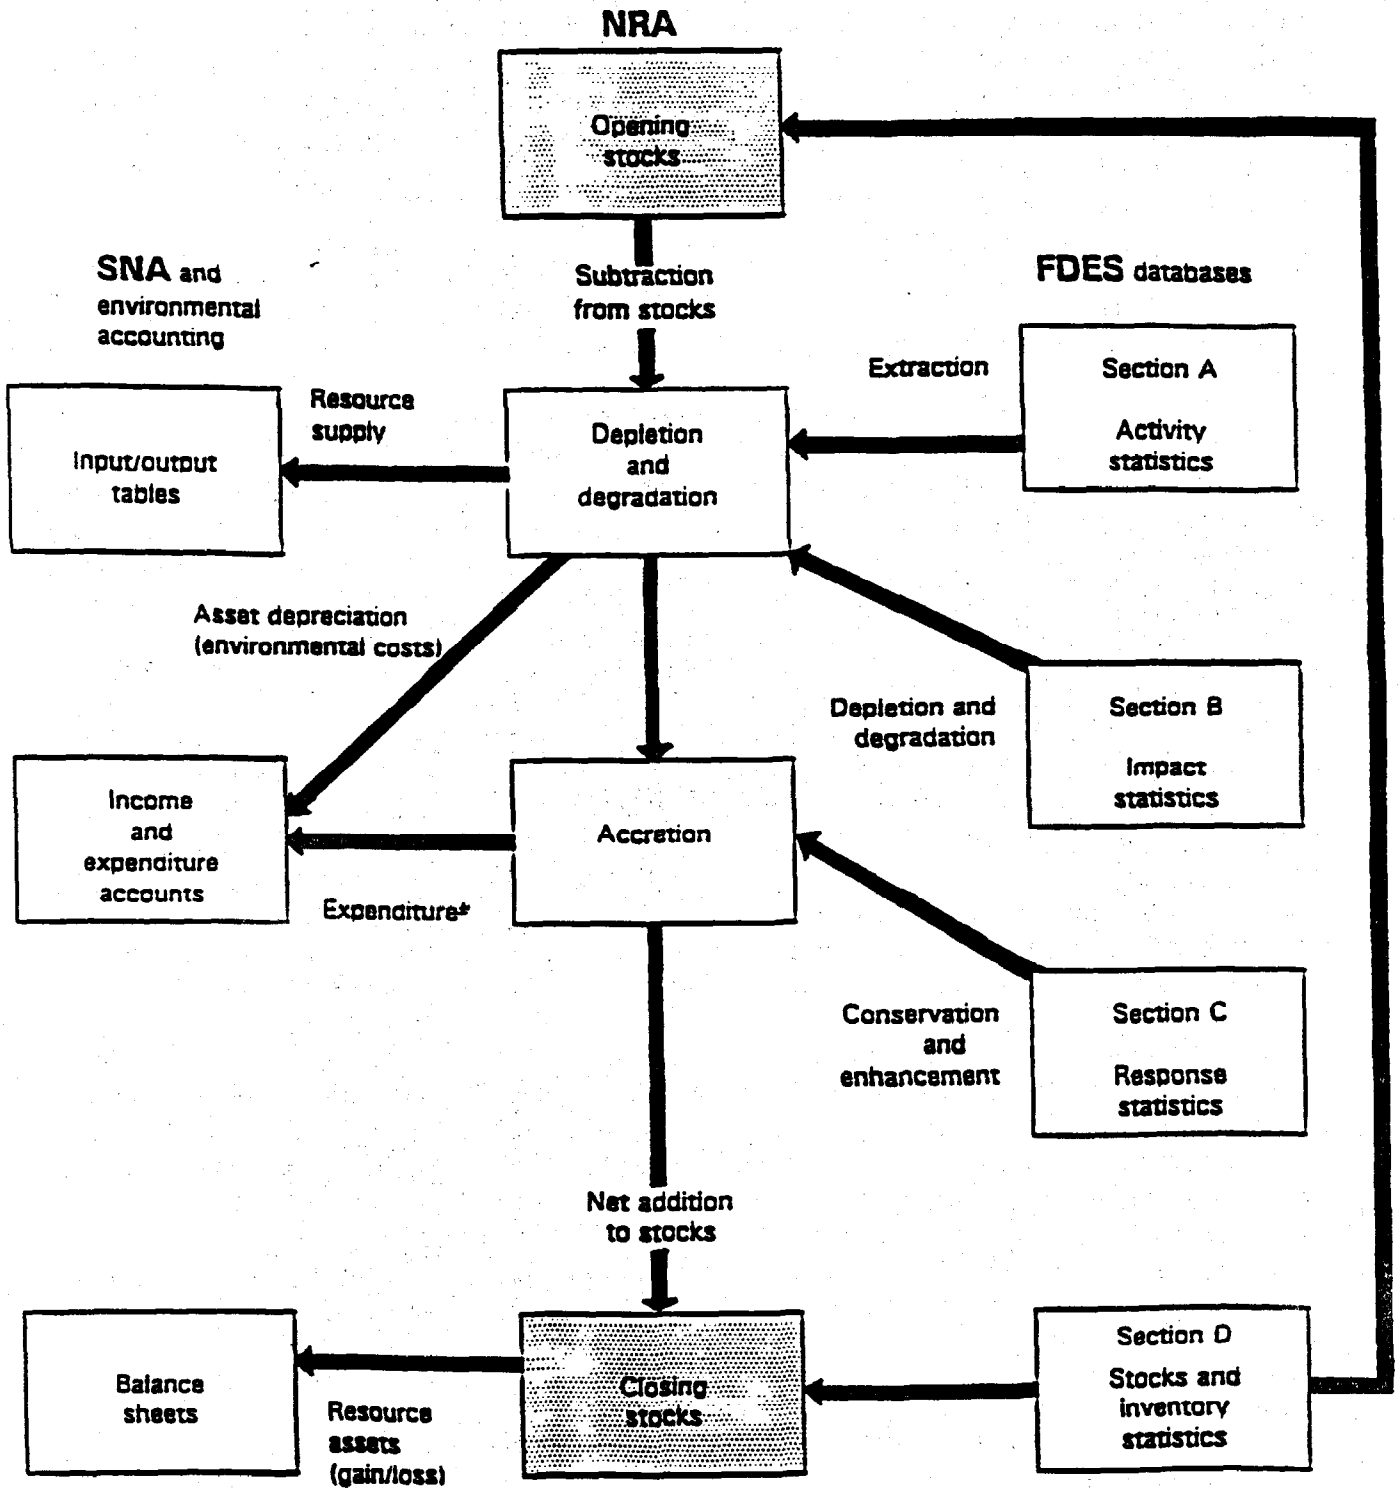 NRA
Opening
stocks
SNA and
environmental
accounting
Subtraction
from stocks
FDES databases
Input/output
tables
Resource
supply
Depletion
and
degradation
Extraction
Section A
Activity
statistics
Asset depreciation
(environmental costs)
Depletion and
degradation
Section B
Impact
statistics
Income
and
expenditure
accounts
Expenditure*
Accretion
Conservation
and
enhancement
Section C
Response
statistics
Net addition
to stocks
Balance
sheets
Resource
assets
(gain/loss)
Closing
stocks
Section D
Stocks and
inventory
statistics